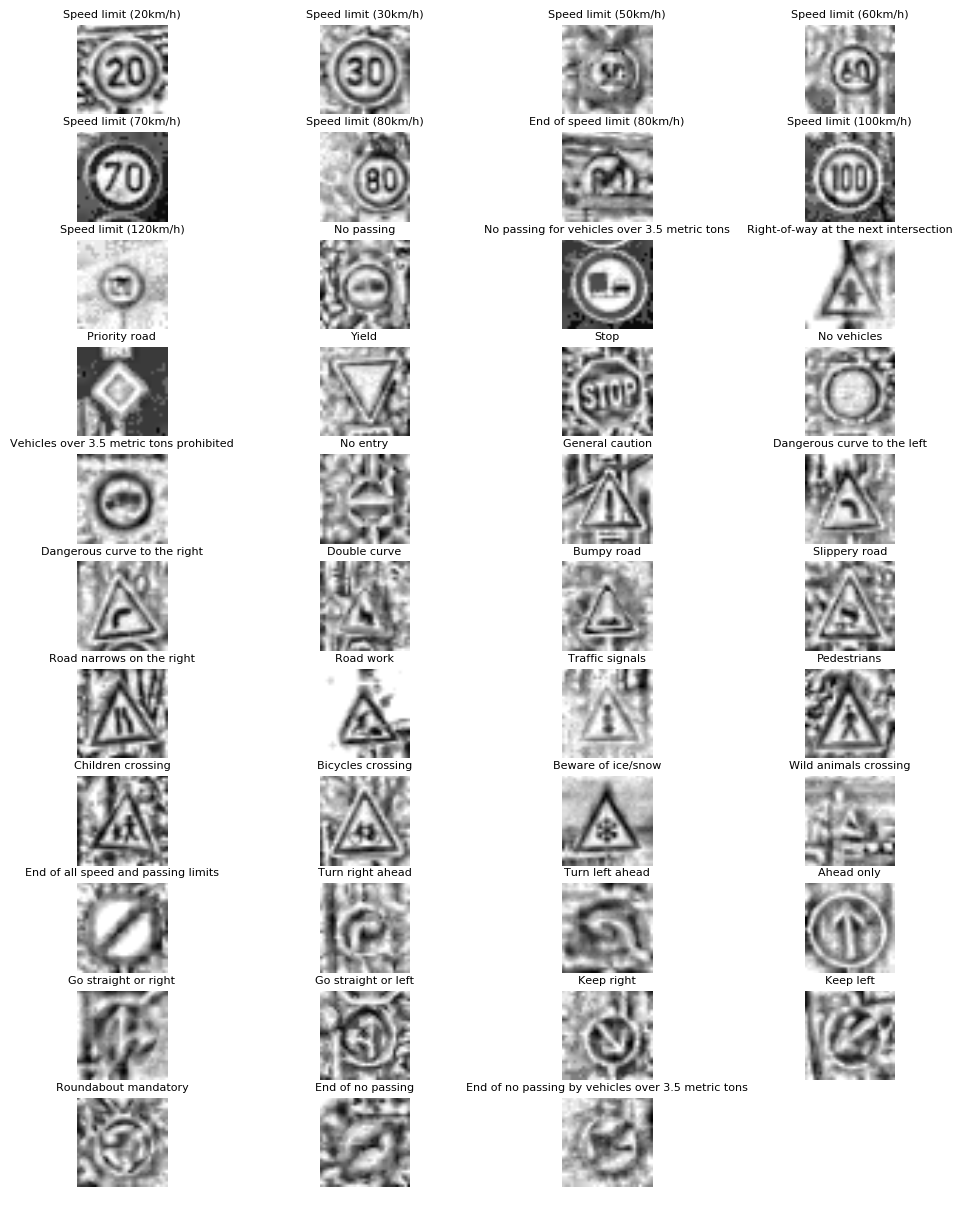 Speed limit (20km/h)
Speed limit (30km/h)
Speed limit (50km/h)
Speed limit (60km/h)
20
30
50
60
Speed limit (70km/h)
Speed limit (80km/h)
End of speed limit (80km/h)
Speed limit (100km/h)
70
80
100
Speed limit (120km/h)
No passing
No passing for vehicles over 3.5 metric tons
Right-of-way at the next intersection
Priority road
Yield
Stop
No vehicles
STOP
Vehicles over 3.5 metric tons prohibited
No entry
General caution
Dangerous curve to the left
Dangerous curve to the right
Double curve
Bumpy road
Slippery road
Road narrows on the right
Road work
Traffic signals
Pedestrians
Children crossing
Bicycles crossing
Beware of ice/snow
Wild animals crossing
End of all speed and passing limits
Turn right ahead
Turn left ahead
Ahead only
Go straight or right
Go straight or left
Keep right
Keep left
Roundabout mandatory
End of no passing
End of no passing by vehicles over 3.5 metric tons